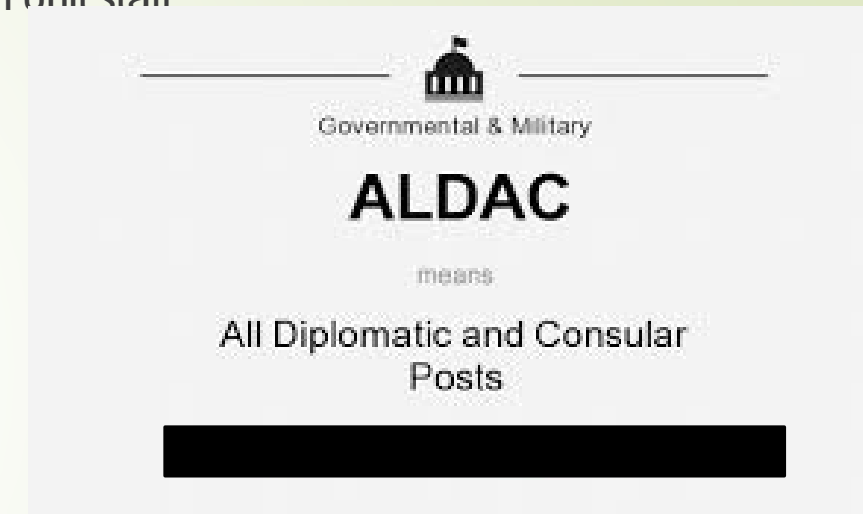 Governmental & Military
ALDAC
means
All Diplomatic and Consular
Posts